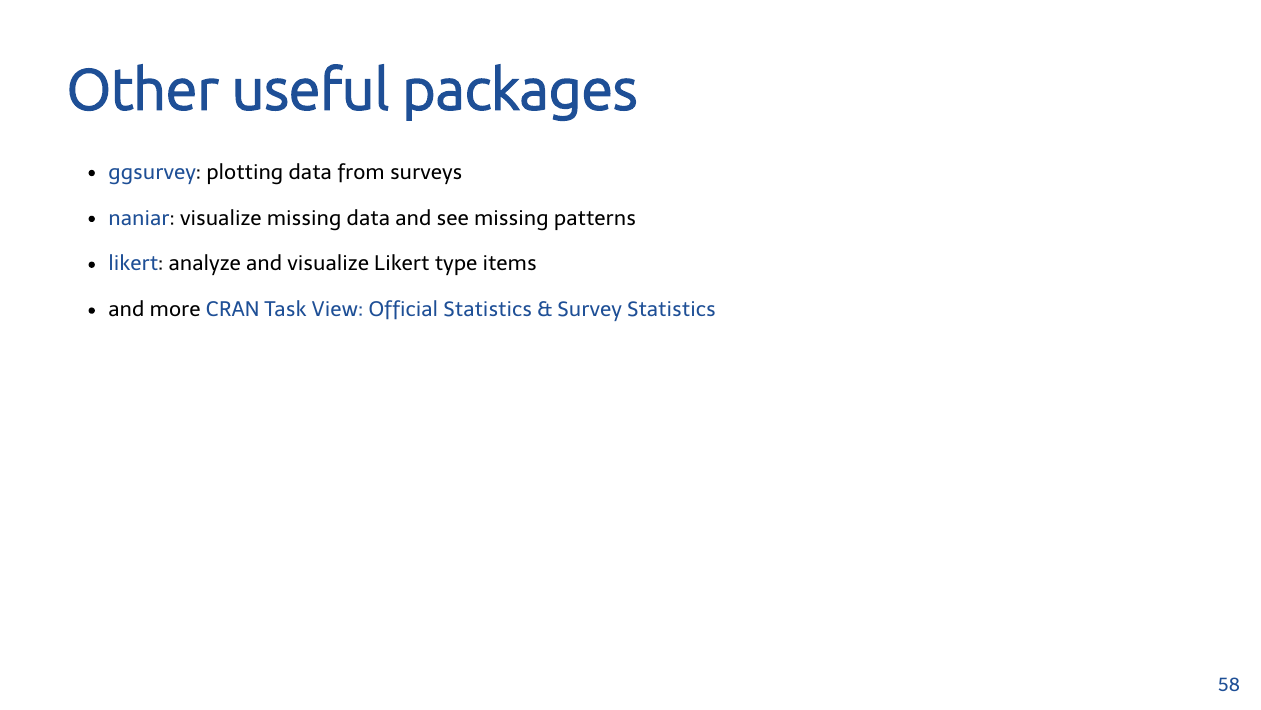 Other useful packages
• ggsurvey: plotting data from surveys
• naniar: visualize missing data and see missing patterns
• likert: analyze and visualize Likert type items
• and more CRAN Task View: Official Statistics & Survey Statistics
58